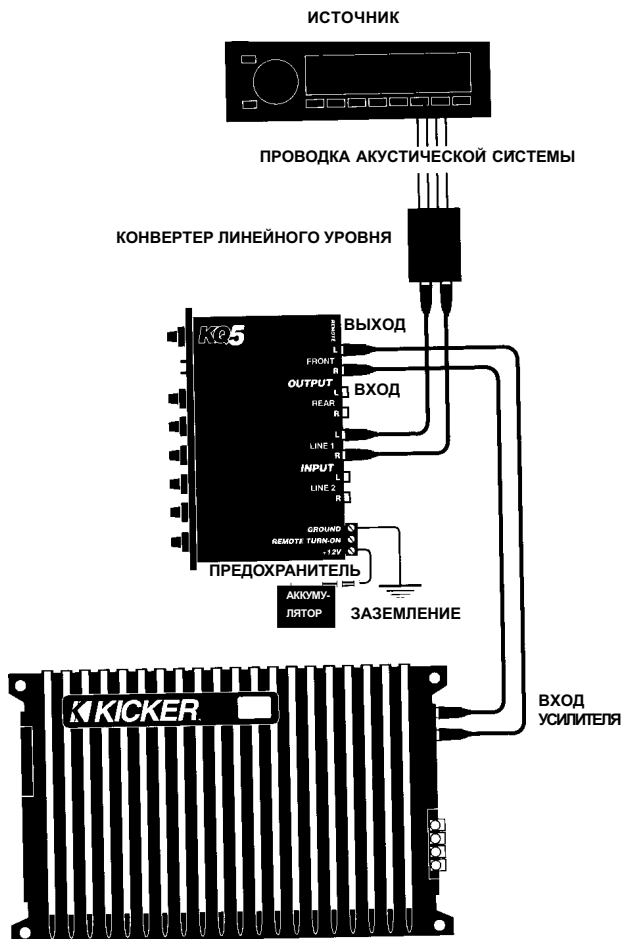 ИСТОЧНИК
ПРОВОДКА АКУСТИЧЕСКОЙ СИСТЕМЫ
КОНВЕРТЕР ЛИНЕЙНОГО УРОВНЯ
KQ5
REMOTE
ВЫХОД
L
FRONT
R
OUTPUT
ВХОД
L
REAR
R
L
LINE 1
R
INPUT
L
LINE 2
R
GROUND
REMOTE TURN-ON
+12V
ПРЕДОХРАНИТЕЛЬ
АККУМУ-
ЛЯТОР
ЗАЗЕМЛЕНИЕ
KICKER
ВХОД
УСИЛИТЕЛЯ